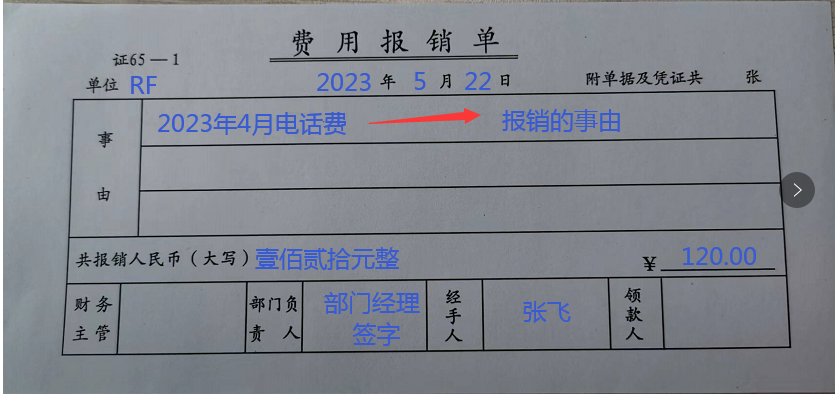 费用报销单
证65—1
单位 RF 2023 年 5 月 22 日 附单据及凭证共 张
事由 2023年4月电话费 报销的事由
共报销人民币(大写)壹佰贰拾元整 ¥ 120.00
财务主管 部门负责人 部门经理签字 经手人 张飞 领款人